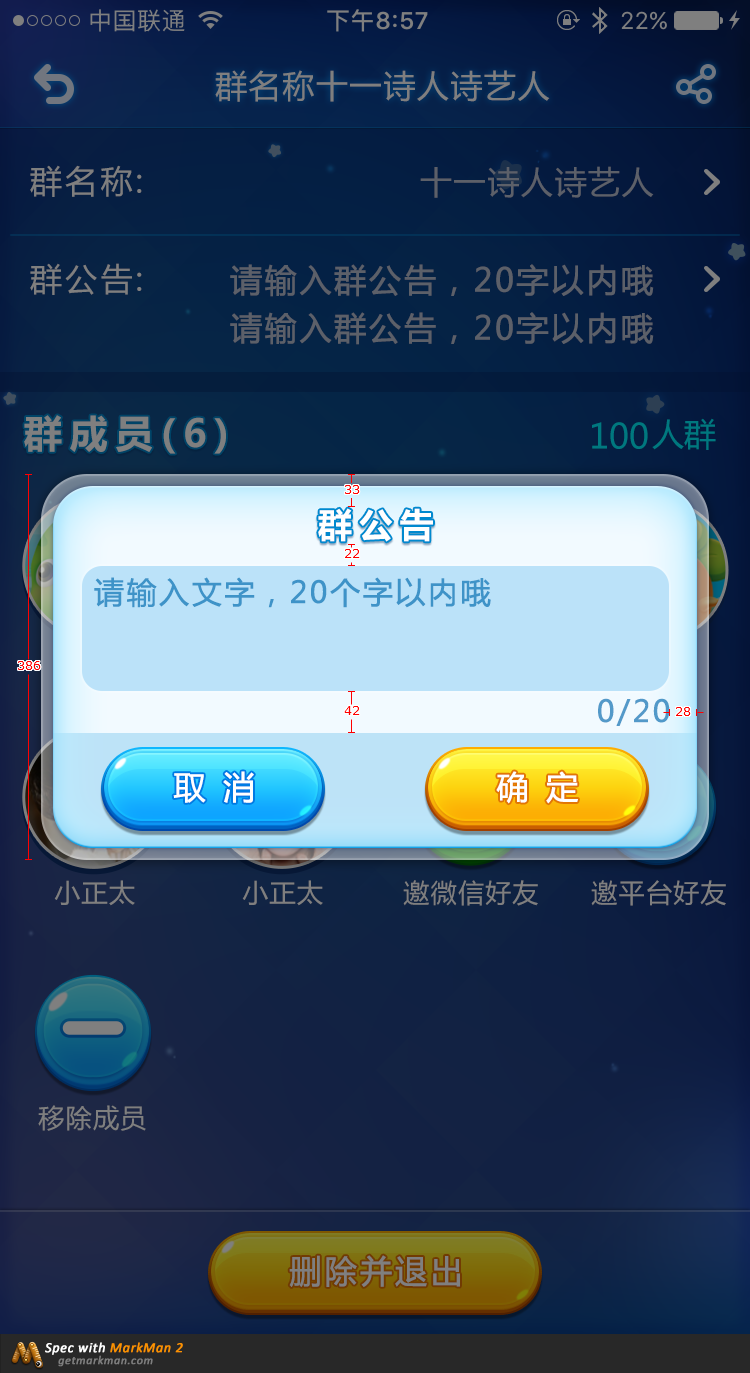 中国联通 下午8:57 22%
群名称十一诗人诗艺人
群名称: 十一诗人诗艺人
群公告: 请输入群公告，20字以内哦
请输入群公告，20字以内哦
群成员(6) 100人群
33
群公告
22
请输入文字，20个字以内哦
386
42
0/20 28
取消 确定
小正太 小正太 邀微信好友 邀平台好友
移除成员
删除并退出
Spec with MarkMan 2
getmarkman.com